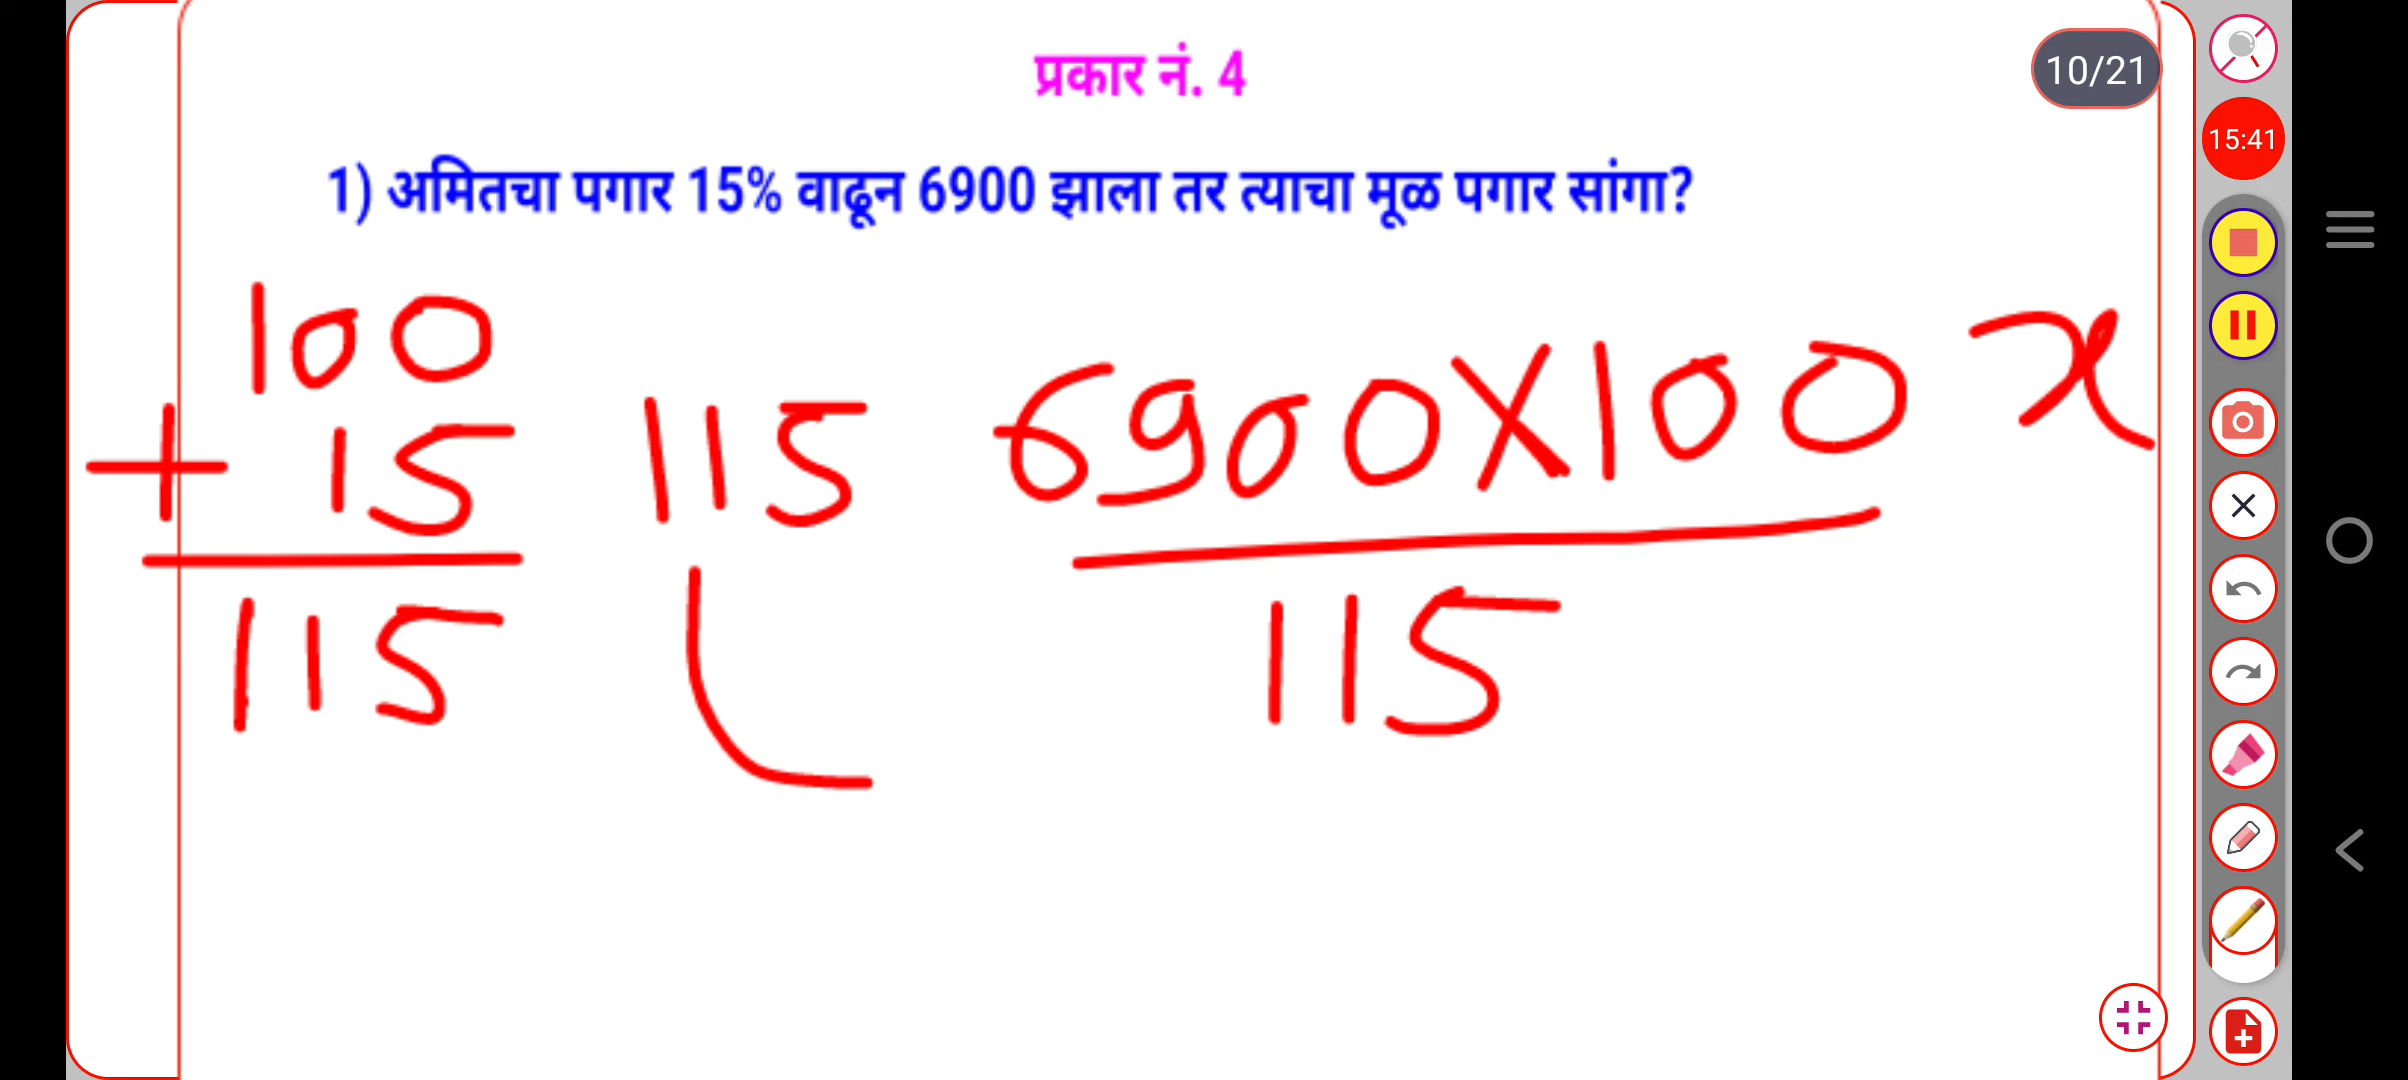 प्रकार नं. 4
10/21
15:41
1) अमितचा पगार 15% वाढून 6900 झाला तर त्याचा मूळ पगार सांगा?
100
+ 15
115
115
6900X100
115
x